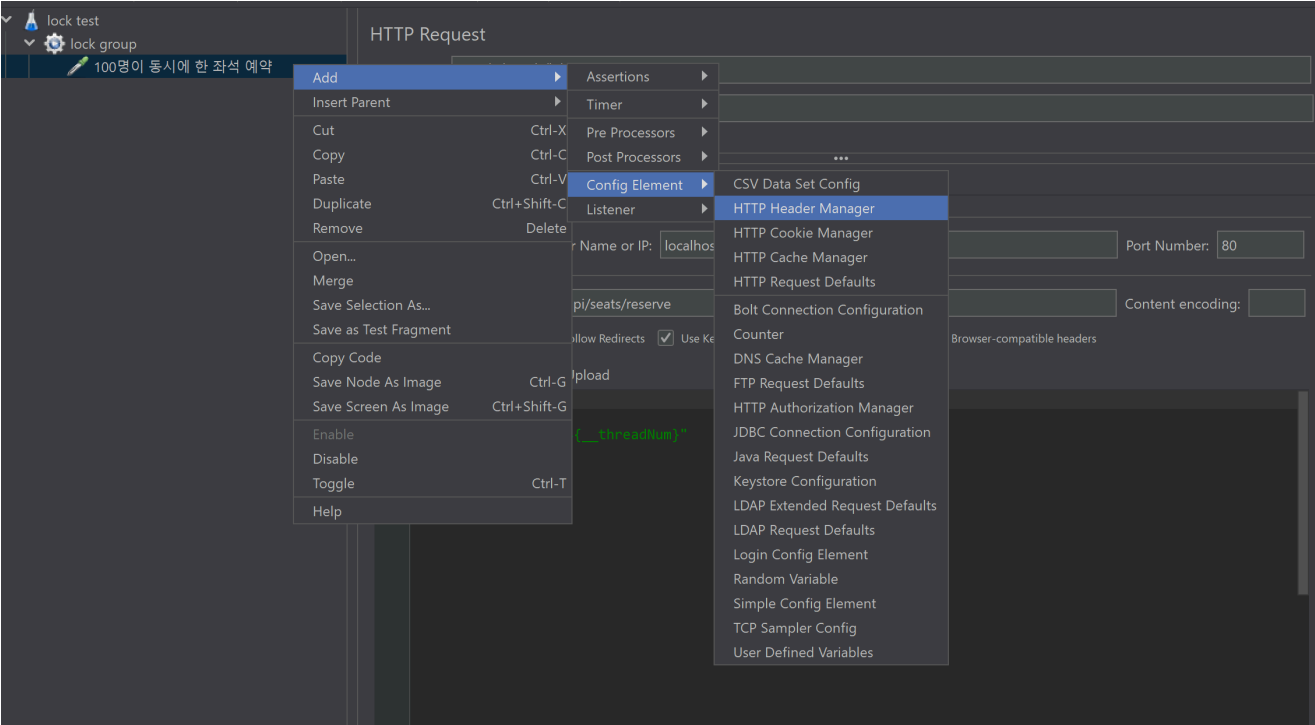 lock test
lock group
100명이 동시에 한 좌석 예약
HTTP Request
Add
Insert Parent
Cut Ctrl-X
Copy Ctrl-C
Paste Ctrl-V
Duplicate Ctrl+Shift-C
Remove Delete
Open...
Merge
Save Selection As...
Save as Test Fragment
Copy Code
Save Node As Image Ctrl-G
Save Screen As Image Ctrl+Shift-G
Enable
Disable
Toggle Ctrl-T
Help
Assertions
Timer
Pre Processors
Post Processors
Config Element
Listener
CSV Data Set Config
HTTP Header Manager
HTTP Cookie Manager
HTTP Cache Manager
HTTP Request Defaults
Bolt Connection Configuration
Counter
DNS Cache Manager
FTP Request Defaults
HTTP Authorization Manager
JDBC Connection Configuration
Java Request Defaults
Keystore Configuration
LDAP Extended Request Defaults
LDAP Request Defaults
Login Config Element
Random Variable
Simple Config Element
TCP Sampler Config
User Defined Variables
r Name or IP: localhos Port Number: 80
pi/seats/reserve Content encoding:
ollow Redirects Use Ke Browser-compatible headers
Upload
{__threadNum}"